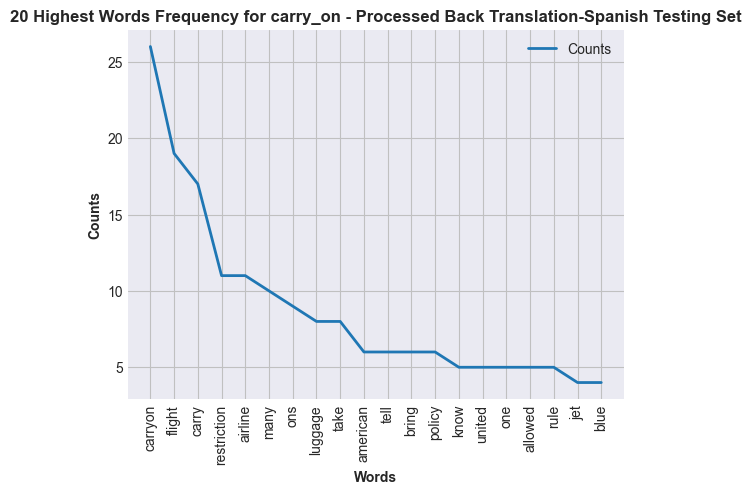 20 Highest Words Frequency for carry_on - Processed Back Translation-Spanish Testing Set
Counts
25
20
15
10
5
Counts
carryon
flight
carry
restriction
airline
many
ons
luggage
take
american
tell
bring
policy
know
united
one
allowed
rule
jet
blue
Words